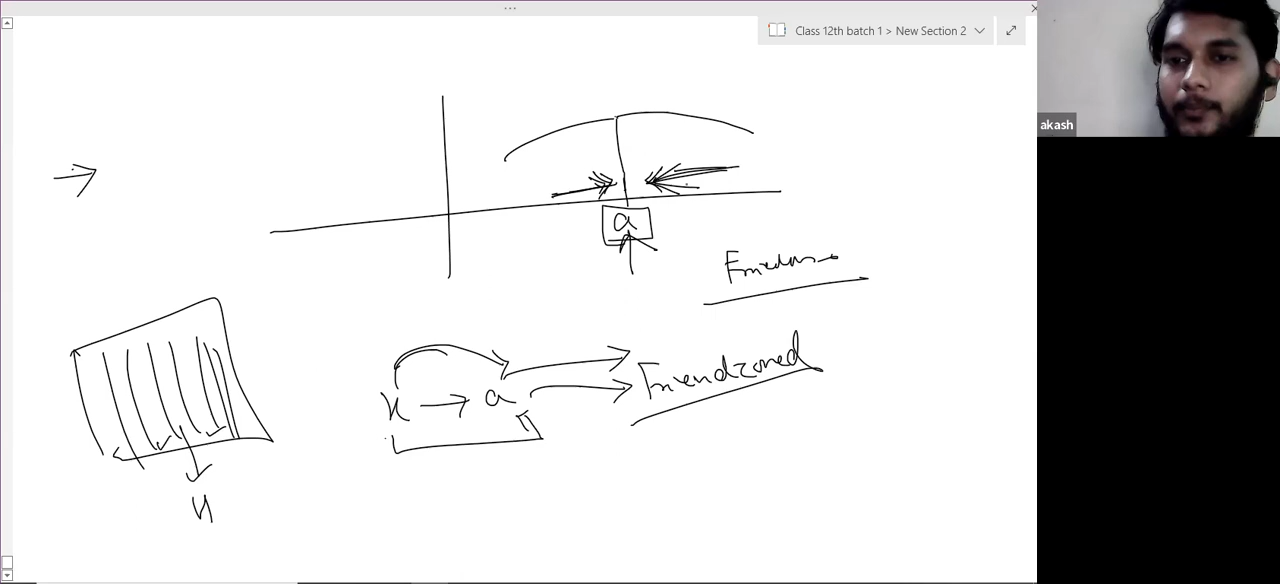 Class 12th batch 1 > New Section 2
akash
a
x → a
Friendzoned
x